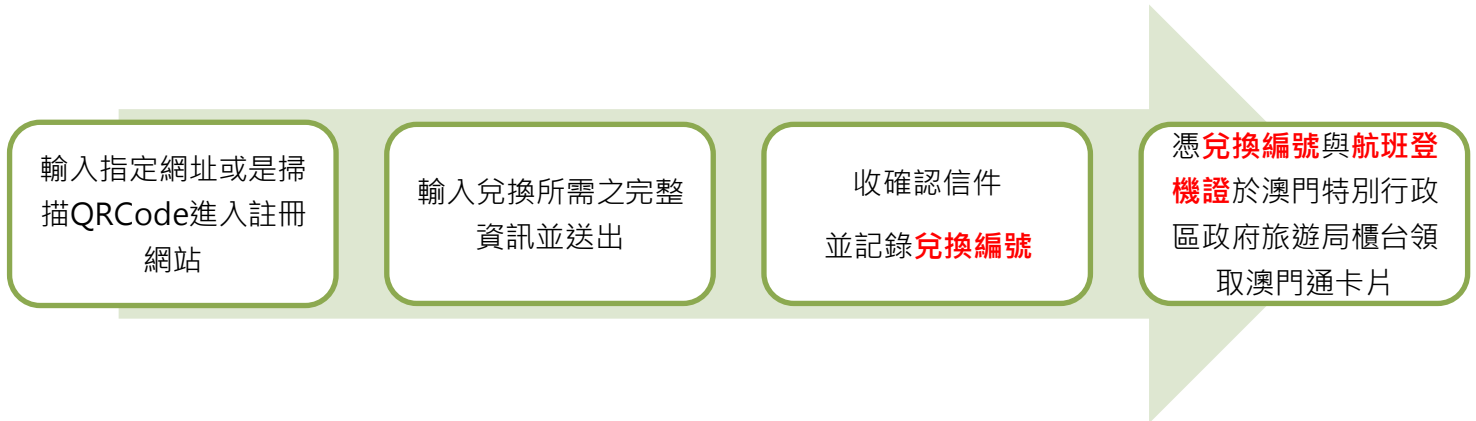 輸入指定網址或是掃
描QRCode進入註冊
網站
輸入兌換所需之完整
資訊並送出
收確認信件
並記錄兌換編號
憑兌換編號與航班登
機證於澳門特別行政
區政府旅遊局櫃台領
取澳門通卡片